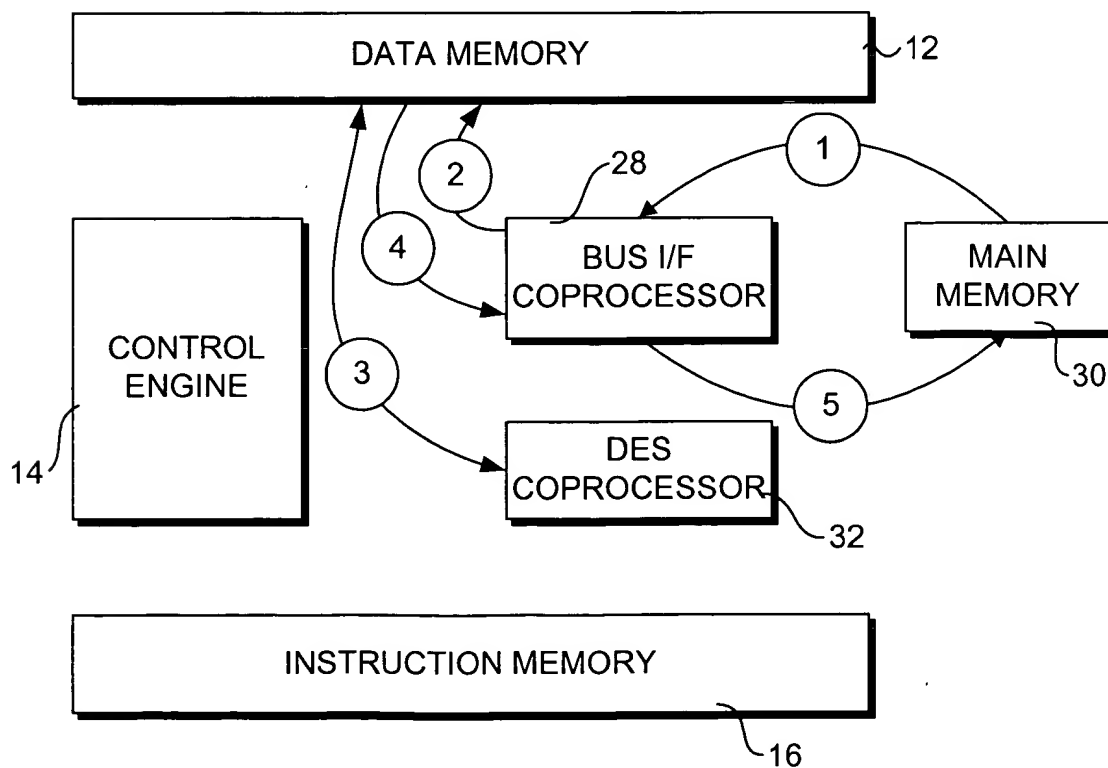 DATA MEMORY
12
1
2
28
4
BUS I/F
COPROCESSOR
MAIN
MEMORY
30
CONTROL
ENGINE
3
5
14
DES
COPROCESSOR
32
INSTRUCTION MEMORY
16